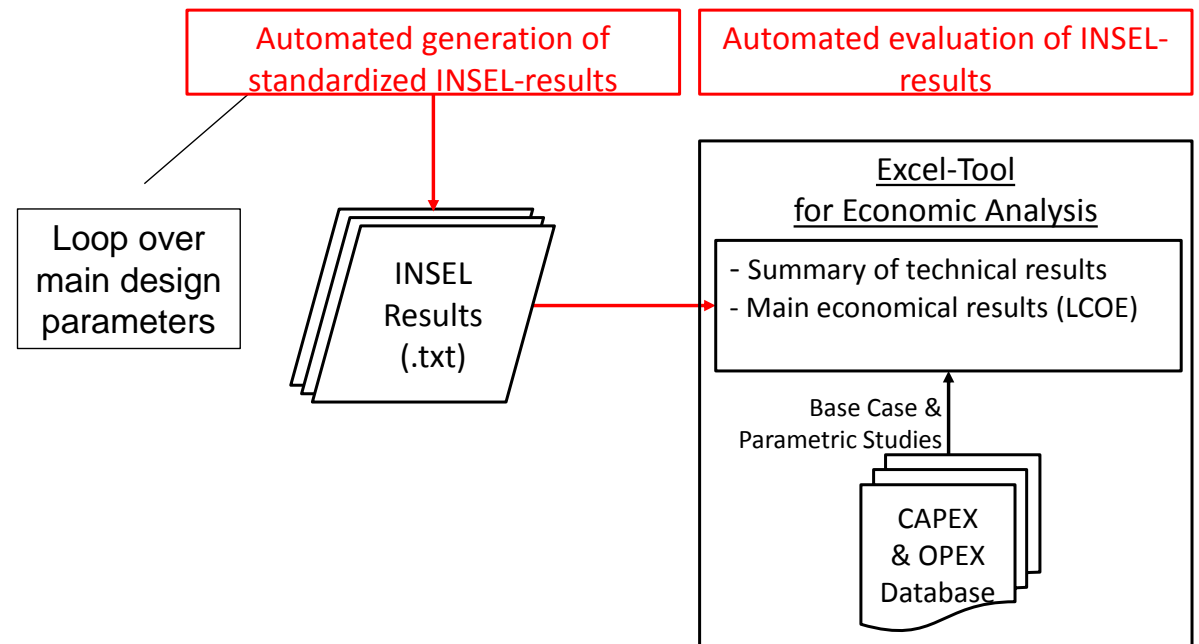 Automated generation of
standardized INSEL-results
Automated evaluation of INSEL-
results
Loop over
main design
parameters
INSEL
Results
(.txt)
Excel-Tool
for Economic Analysis
- Summary of technical results
- Main economical results (LCOE)
Base Case &
Parametric Studies
CAPEX
& OPEX
Database